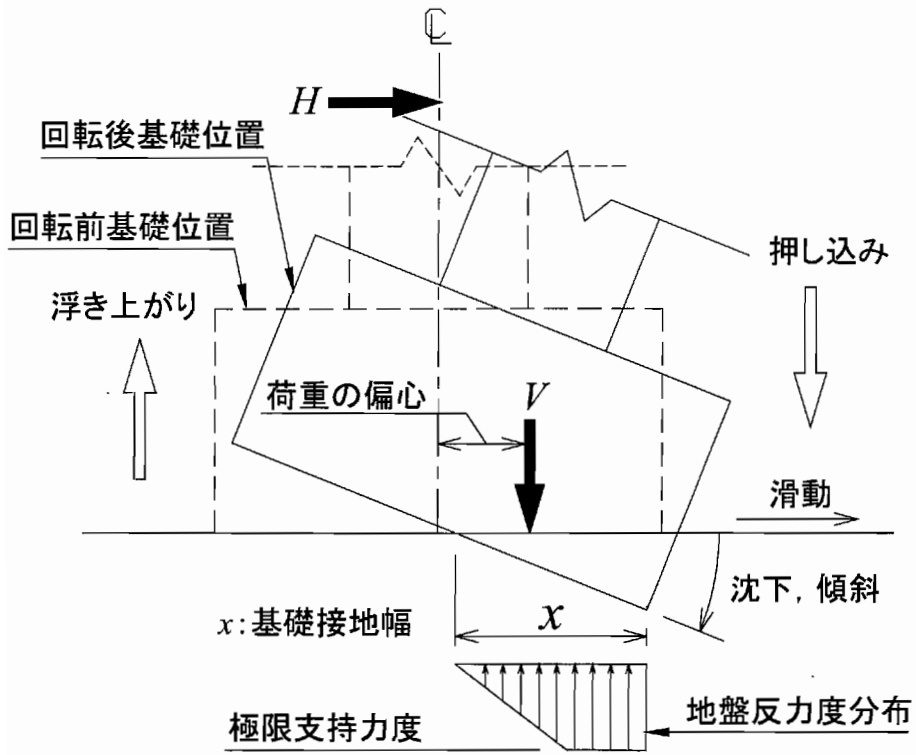 ℄
H
回転後基礎位置
回転前基礎位置
押し込み
浮き上がり
荷重の偏心
V
滑動
沈下，傾斜
x：基礎接地幅
x
極限支持力度
地盤反力度分布